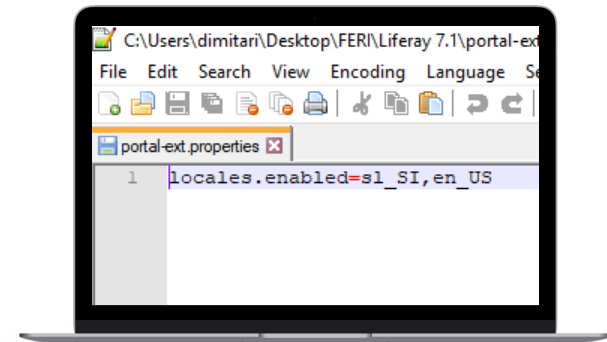 C:\Users\dimitari\Desktop\FERI\Liferay 7.1\portal-ext
File Edit Search View Encoding Language Se
portal-ext.properties
1 locales.enabled=sl_SI,en_US